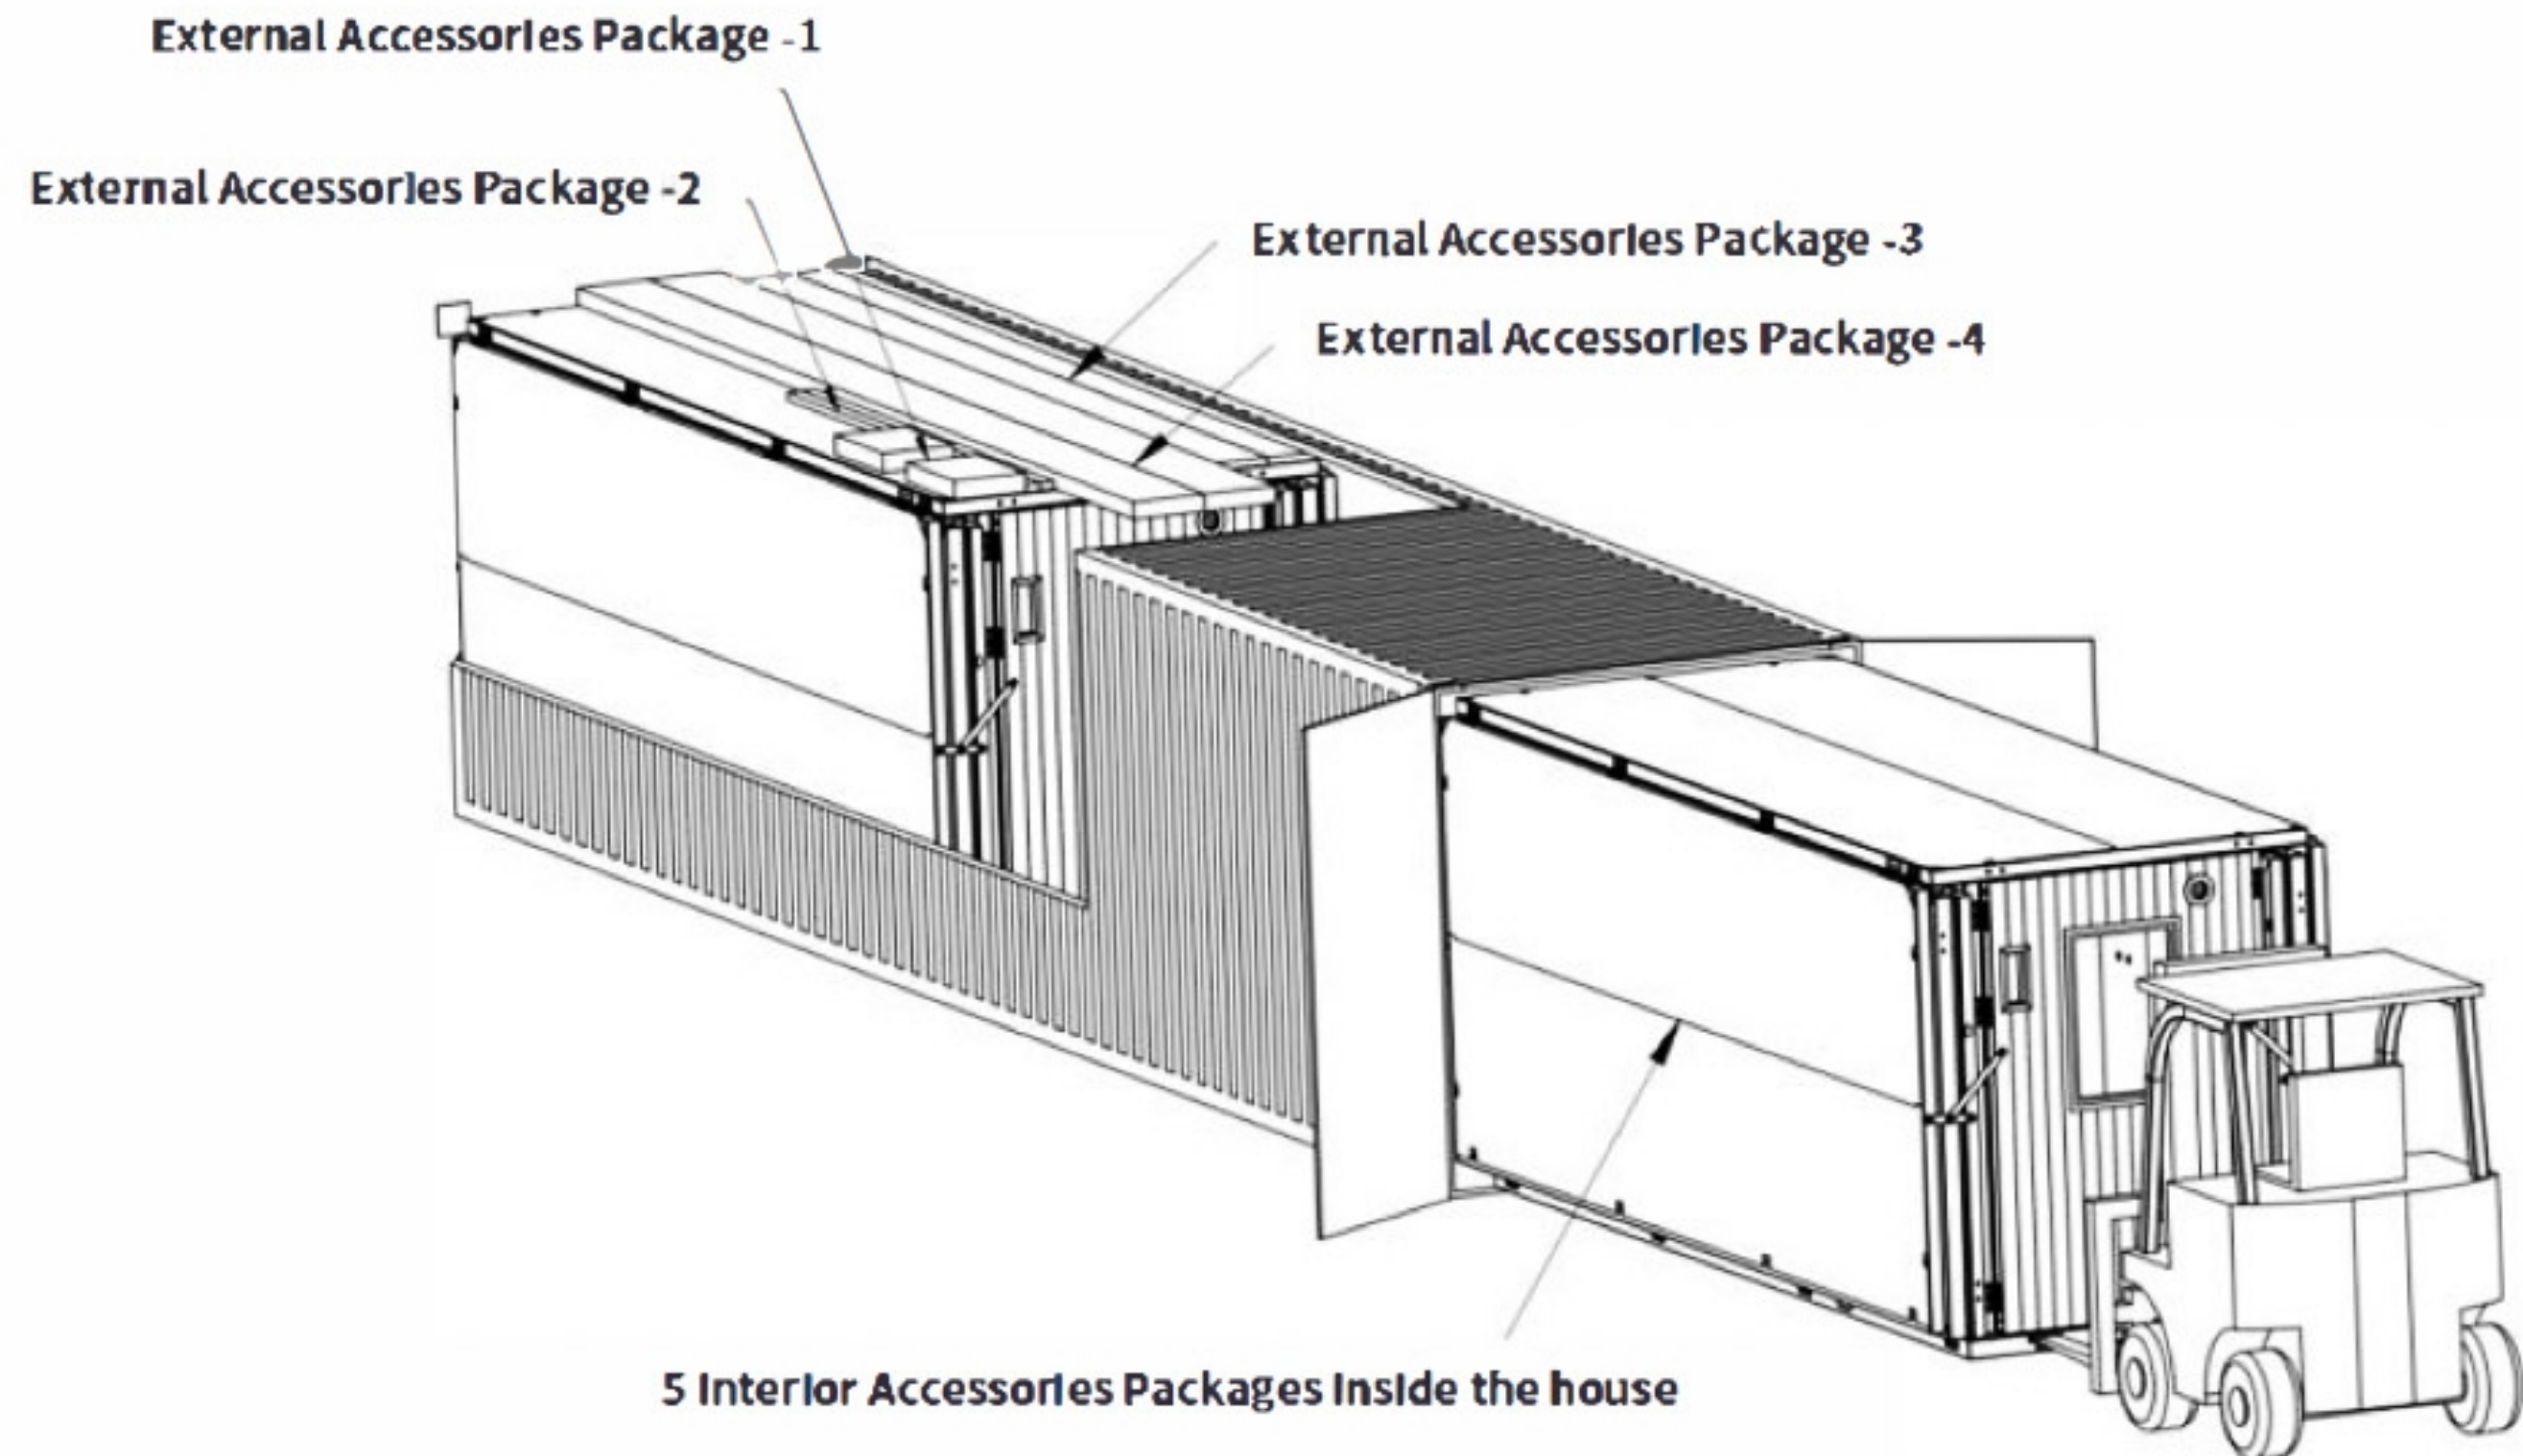 External Accessories Package -1
External Accessories Package -2
External Accessories Package -3
External Accessories Package -4
5 Interior Accessories Packages Inside the house